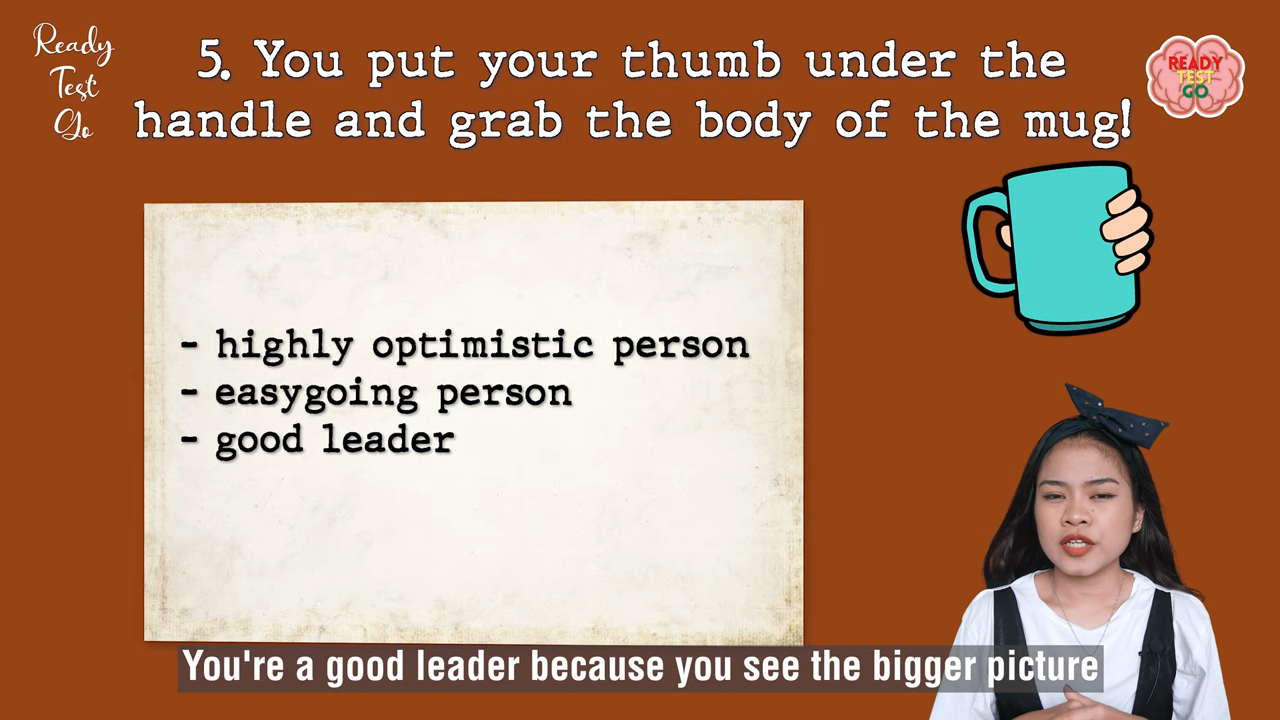 Ready
Test
Go
5. You put your thumb under the
handle and grab the body of the mug!
READY
TEST
GO
- highly optimistic person
- easygoing person
- good leader
You're a good leader because you see the bigger picture